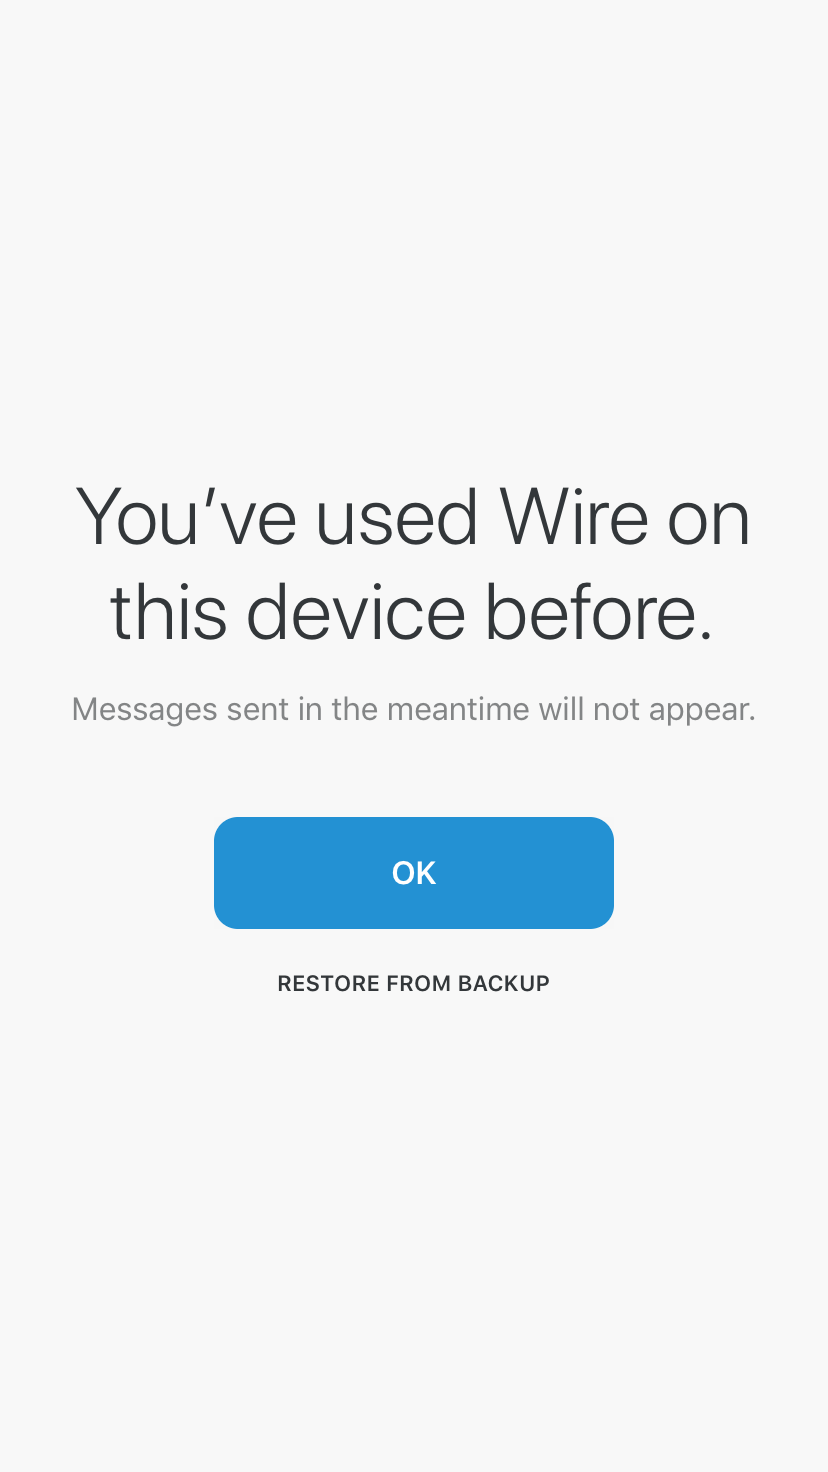 You’ve used Wire on
this device before.
Messages sent in the meantime will not appear.
OK
RESTORE FROM BACKUP